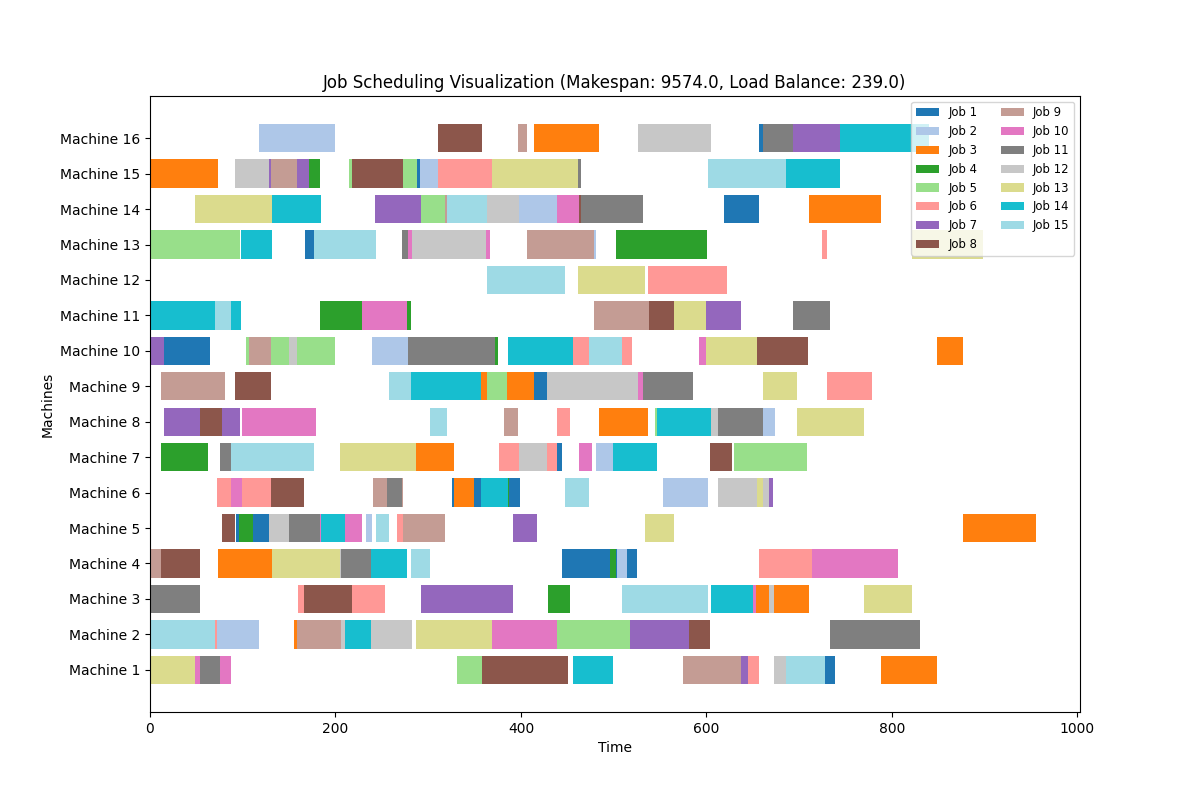 Job Scheduling Visualization (Makespan: 9574.0, Load Balance: 239.0)
Job 1
Job 2
Job 3
Job 4
Job 5
Job 6
Job 7
Job 8
Job 9
Job 10
Job 11
Job 12
Job 13
Job 14
Job 15
Machines
Machine 16
Machine 15
Machine 14
Machine 13
Machine 12
Machine 11
Machine 10
Machine 9
Machine 8
Machine 7
Machine 6
Machine 5
Machine 4
Machine 3
Machine 2
Machine 1
0 200 400 600 800 1000
Time